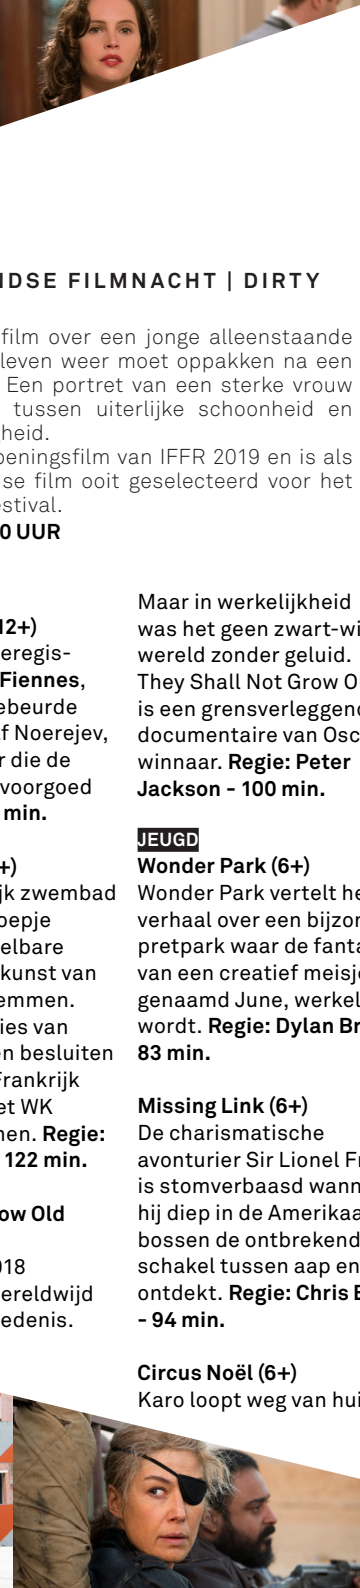 DSE FILMNACHT | DIRTY
film over een jonge alleenstaande
leven weer moet oppakken na een
Een portret van een sterke vrouw
tussen uiterlijke schoonheid en
gheid.
eningsfilm van IFFR 2019 en is als
se film ooit geselecteerd voor het
stival.
0 UUR
12+)
eregis-
Fiennes,
ebeurde
f Noerejev,
r die de
voorgoed
min.
+)
jk zwembad
oepje
elbare
kunst van
emmen.
ies van
n besluiten
Frankrijk
et WK
nen. Regie:
122 min.
ow Old
018
ereldwijd
edenis.
Maar in werkelijkheid
was het geen zwart-wi
wereld zonder geluid.
They Shall Not Grow O
is een grensverleggend
documentaire van Osc
winnaar. Regie: Peter
Jackson - 100 min.
JEUGD
Wonder Park (6+)
Wonder Park vertelt he
verhaal over een bijzon
pretpark waar de fanta
van een creatief meisje
genaamd June, werkel
wordt. Regie: Dylan Br
83 min.
Missing Link (6+)
De charismatische
avonturier Sir Lionel Fr
is stomverbaasd wann
hij diep in de Amerikaa
bossen de ontbrekend
schakel tussen aap en
ontdekt. Regie: Chris B
- 94 min.
Circus Noël (6+)
Karo loopt weg van hui